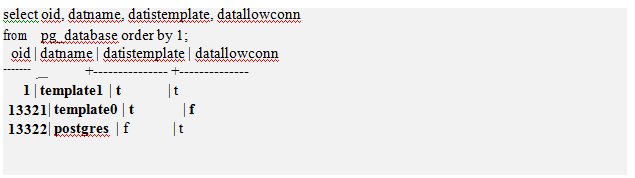 select oid, datname, datistemplate, datallowconn
from pg_database order by 1;
oid | datname | datistemplate | datallowconn
------- __ +--------------- +--------------
1 | template1 | t | t
13321| template0 | t | f
13322| postgres | f | t